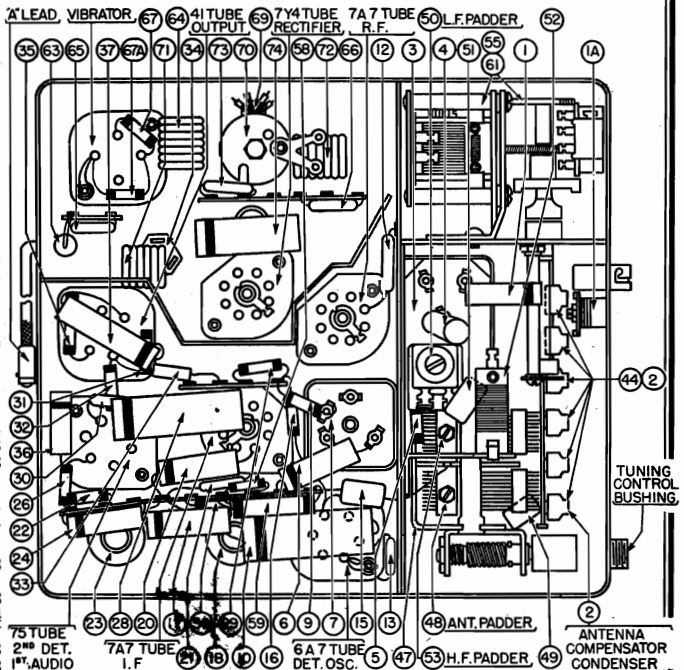 "A" LEAD VIBRATOR 67 64 41 TUBE OUTPUT 69 7Y4 TUBE RECTIFIER 7A7 TUBE R.F. 50 L.F. PADDER 52
35 63 65 37 67A 71 34 73 70 74 58 72 66 12 3 4 51 55 61 1 1A
31
32
36
30
26
22
24
33
44 2
TUNING
CONTROL
BUSHING
23 28 20 21 18 59 16 6 9 7 15 5 13 47 48 ANT. PADDER 53 H.F. PADDER 49 2
75 TUBE
2ND DET.
1ST. AUDIO
7A7 TUBE
I.F
6A7 TUBE
DET. OSC.
ANTENNA
COMPENSATOR
CONDENSER